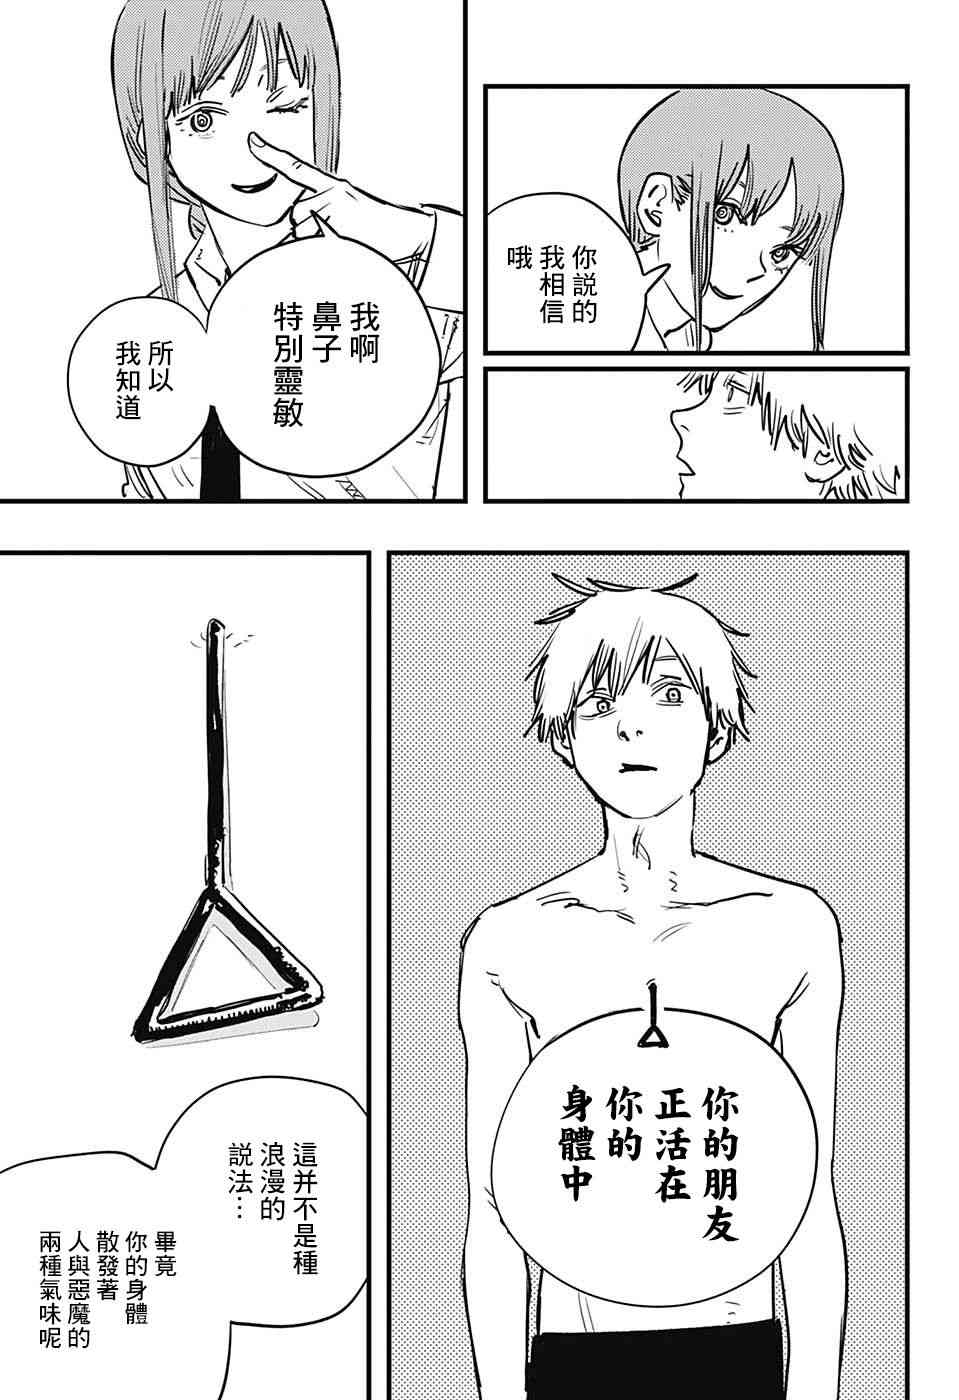 你説的
我相信
哦
我啊
鼻子
特別靈敏
所以
我知道
你的朋友
正活在
你的
身體中
這并不是種
浪漫的
説法…
畢竟
你的身體
散發著
人與惡魔的
兩種氣味呢